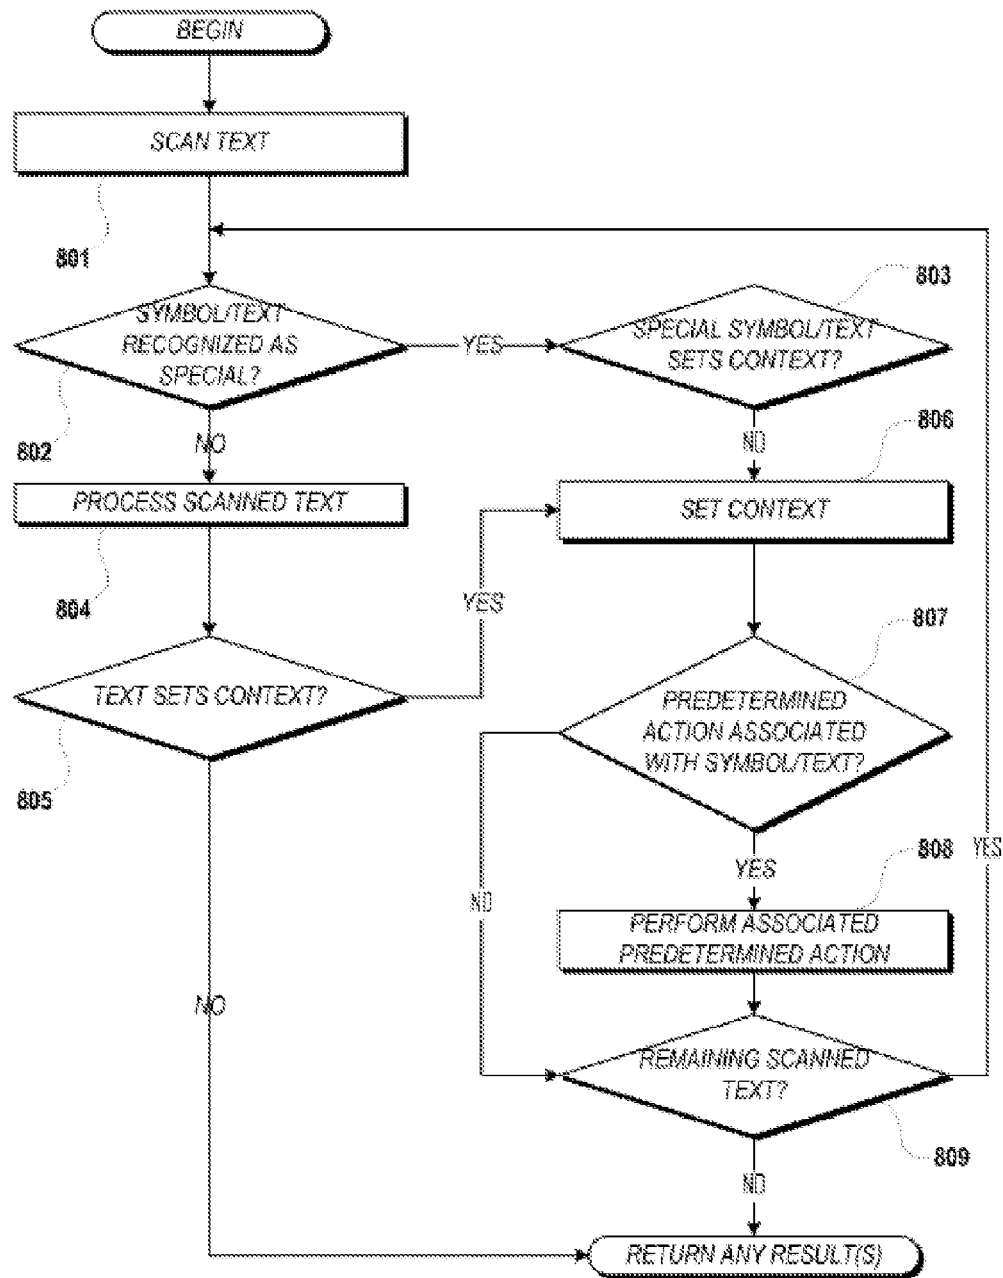 BEGIN
SCAN TEXT
801
803
SYMBOL/TEXT
RECOGNIZED AS
SPECIAL?
YES
SPECIAL SYMBOL/TEXT
SETS CONTEXT?
802
NO
NO
806
PROCESS SCANNED TEXT
SET CONTEXT
804
YES
807
TEXT SETS CONTEXT?
PREDETERMINED
ACTION ASSOCIATED
WITH SYMBOL/TEXT?
805
808
YES
YES
NO
PERFORM ASSOCIATED
PREDETERMINED ACTION
NO
REMAINING SCANNED
TEXT?
809
NO
RETURN ANY RESULT(S)